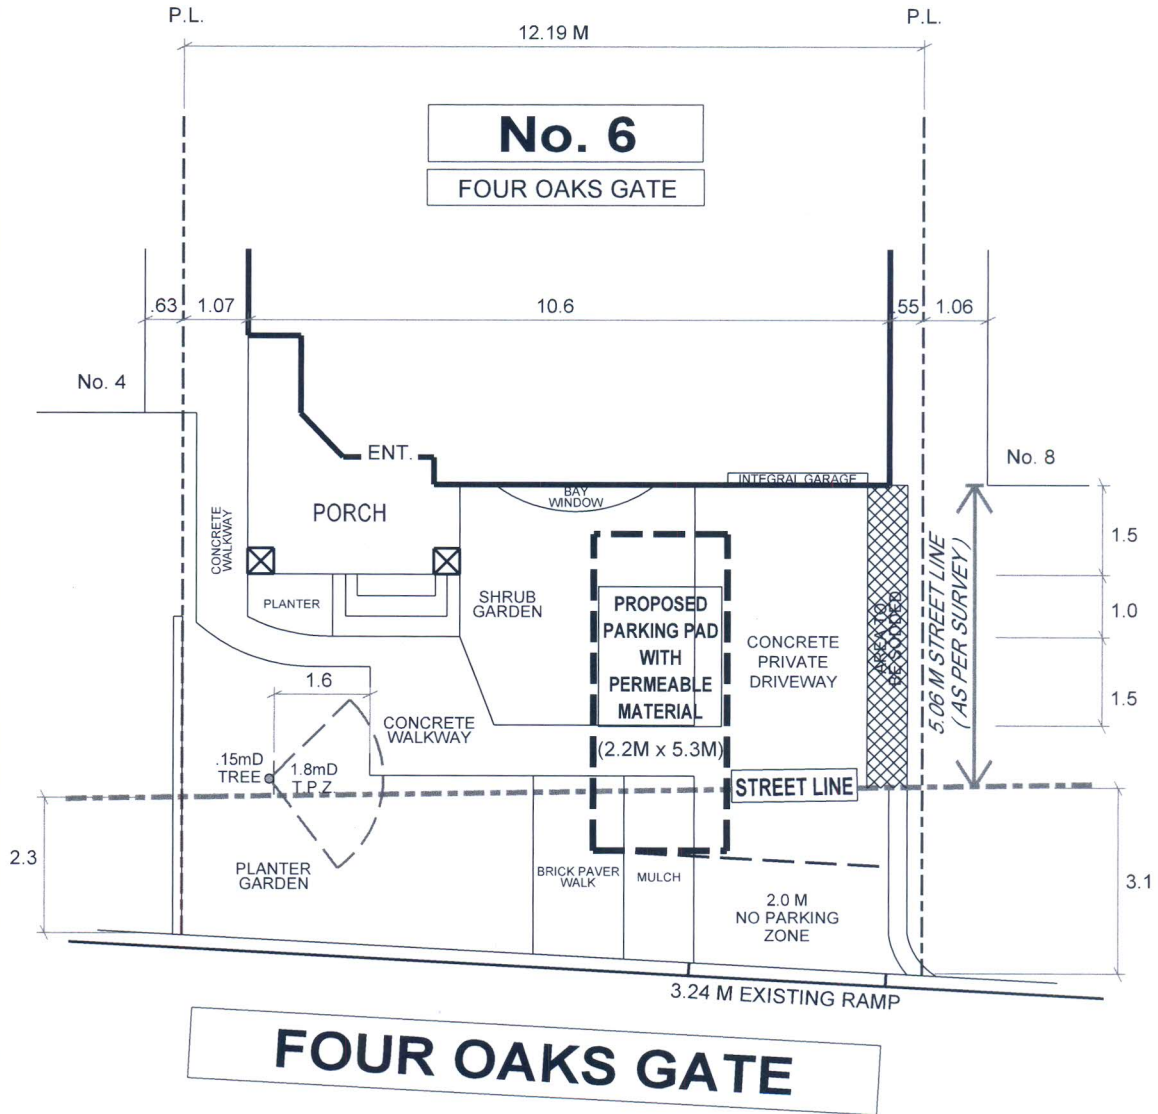 P.L.
P.L.
12.19 M
No. 6
FOUR OAKS GATE
.63
1.07
10.6
.55
1.06
No. 4
ENT.
No. 8
INTEGRAL GARAGE
BAY
WINDOW
PORCH
CONCRETE
WALKWAY
1.5
PLANTER
SHRUB
GARDEN
PROPOSED
PARKING PAD
WITH
PERMEABLE
MATERIAL
(2.2M x 5.3M)
CONCRETE
PRIVATE
DRIVEWAY
AREA TO
BE SODDED
5.06 M STREET LINE
(AS PER SURVEY)
1.0
1.5
1.6
CONCRETE
WALKWAY
.15mD
TREE
1.8mD
T.P.Z
STREET LINE
2.3
PLANTER
GARDEN
BRICK PAVER
WALK
MULCH
2.0 M
NO PARKING
ZONE
3.1
3.24 M EXISTING RAMP
FOUR OAKS GATE